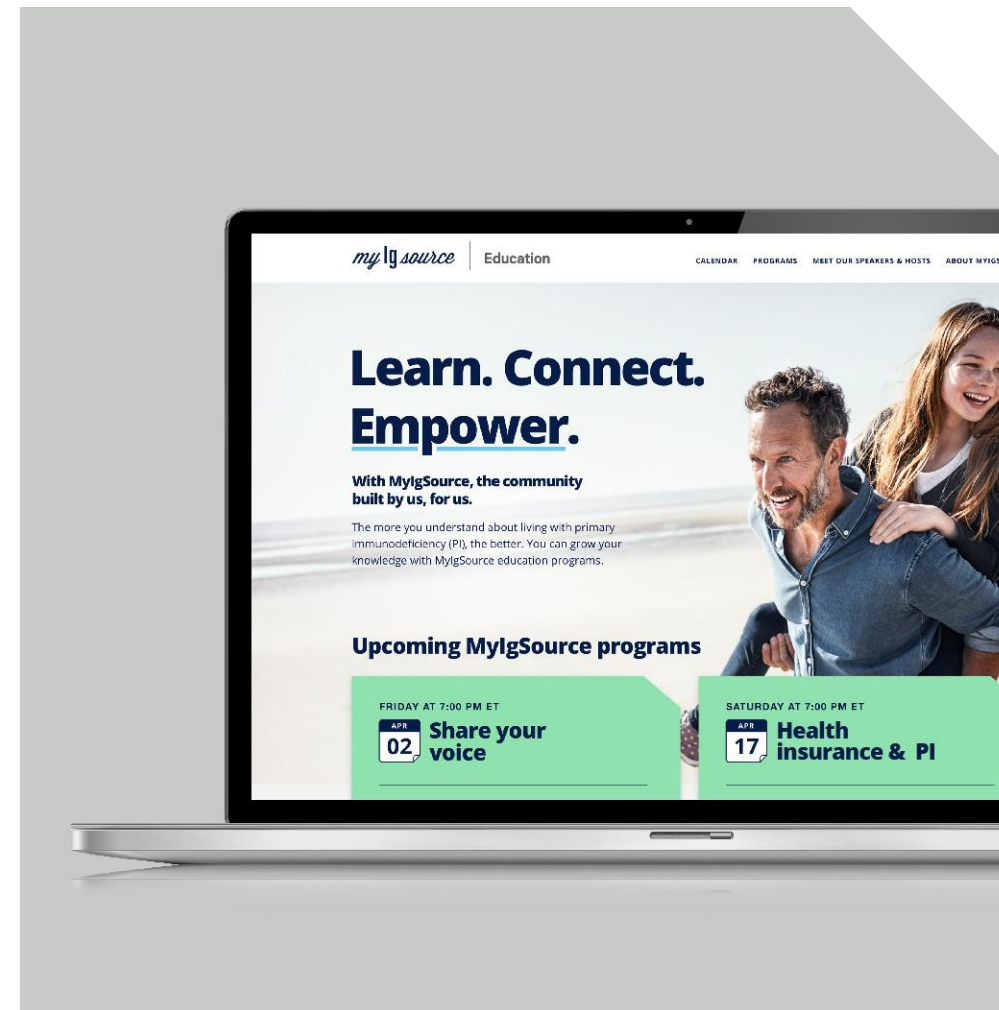 my Ig source | Education
CALENDAR PROGRAMS MEET OUR SPEAKERS & HOSTS ABOUT
Learn. Connect.
Empower.
With MyIgSource, the community
built by us, for us.
The more you understand about living with primary
immunodeficiency (PI), the better. You can grow your
knowledge with MyIgSource education programs.
Upcoming MyIgSource programs
FRIDAY AT 7:00 PM ET
APR
02
Share your
voice
SATURDAY AT 7:00 PM ET
APR
17
Health
insurance & PI